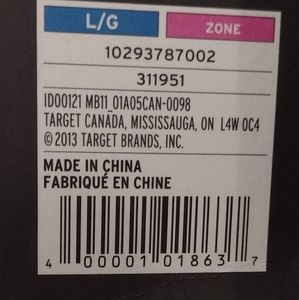 L/G ZONE
10293787002
311951
ID00121 MB11_01A05CAN-0098
TARGET CANADA, MISSISSAUGA, ON L4W 0C4
© 2013 TARGET BRANDS, INC.
MADE IN CHINA
FABRIQUÉ EN CHINE
4 00001 01863 7